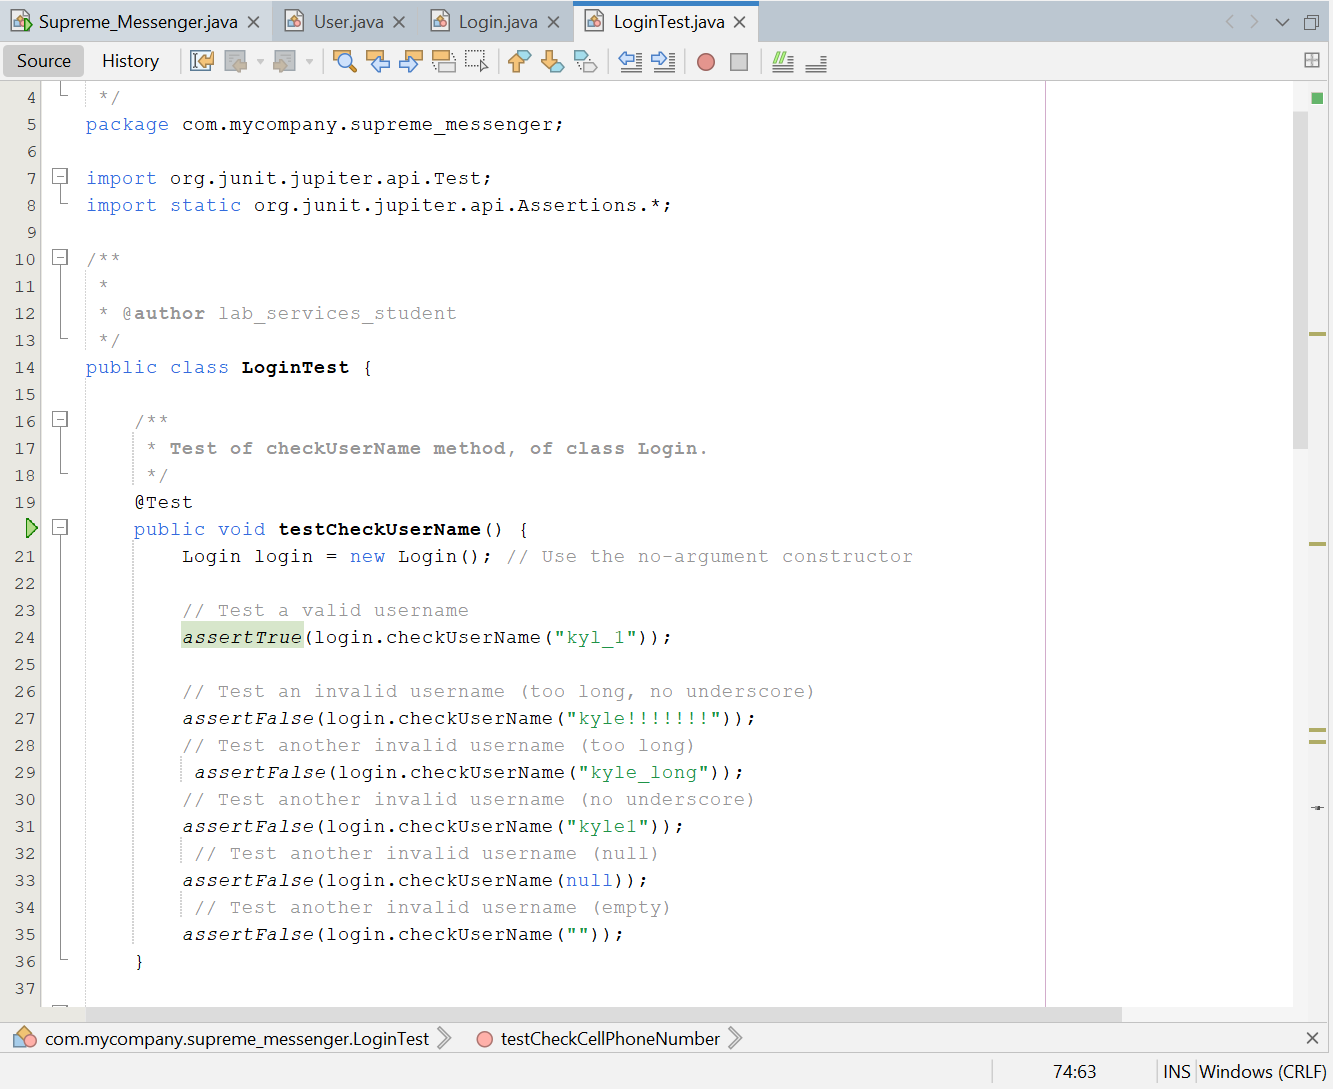 Supreme_Messenger.java User.java Login.java LoginTest.java
Source History
4 */
5 package com.mycompany.supreme_messenger;
6
7 import org.junit.jupiter.api.Test;
8 import static org.junit.jupiter.api.Assertions.*;
9
10 /**
11 *
12 * @author lab_services_student
13 */
14 public class LoginTest {
15
16 /**
17 * Test of checkUserName method, of class Login.
18 */
19 @Test
public void testCheckUserName() {
21 Login login = new Login(); // Use the no-argument constructor
22
23 // Test a valid username
24 assertTrue(login.checkUserName("kyl_1"));
25
26 // Test an invalid username (too long, no underscore)
27 assertFalse(login.checkUserName("kyle!!!!!!!"));
28 // Test another invalid username (too long)
29 assertFalse(login.checkUserName("kyle_long"));
30 // Test another invalid username (no underscore)
31 assertFalse(login.checkUserName("kyle1"));
32 // Test another invalid username (null)
33 assertFalse(login.checkUserName(null));
34 // Test another invalid username (empty)
35 assertFalse(login.checkUserName(""));
36 }
37
com.mycompany.supreme_messenger.LoginTest testCheckCellPhoneNumber
74:63 INS Windows (CRLF)